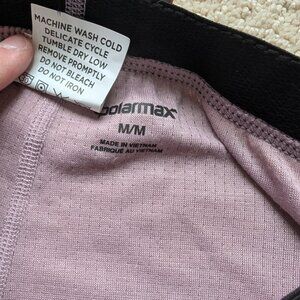 MACHINE WASH COLD
DELICATE CYCLE
TUMBLE DRY LOW
REMOVE PROMPTLY
DO NOT BLEACH
DO NOT IRON
polarmax
M/M
MADE IN VIETNAM
FABRIQUÉ AU VIETNAM